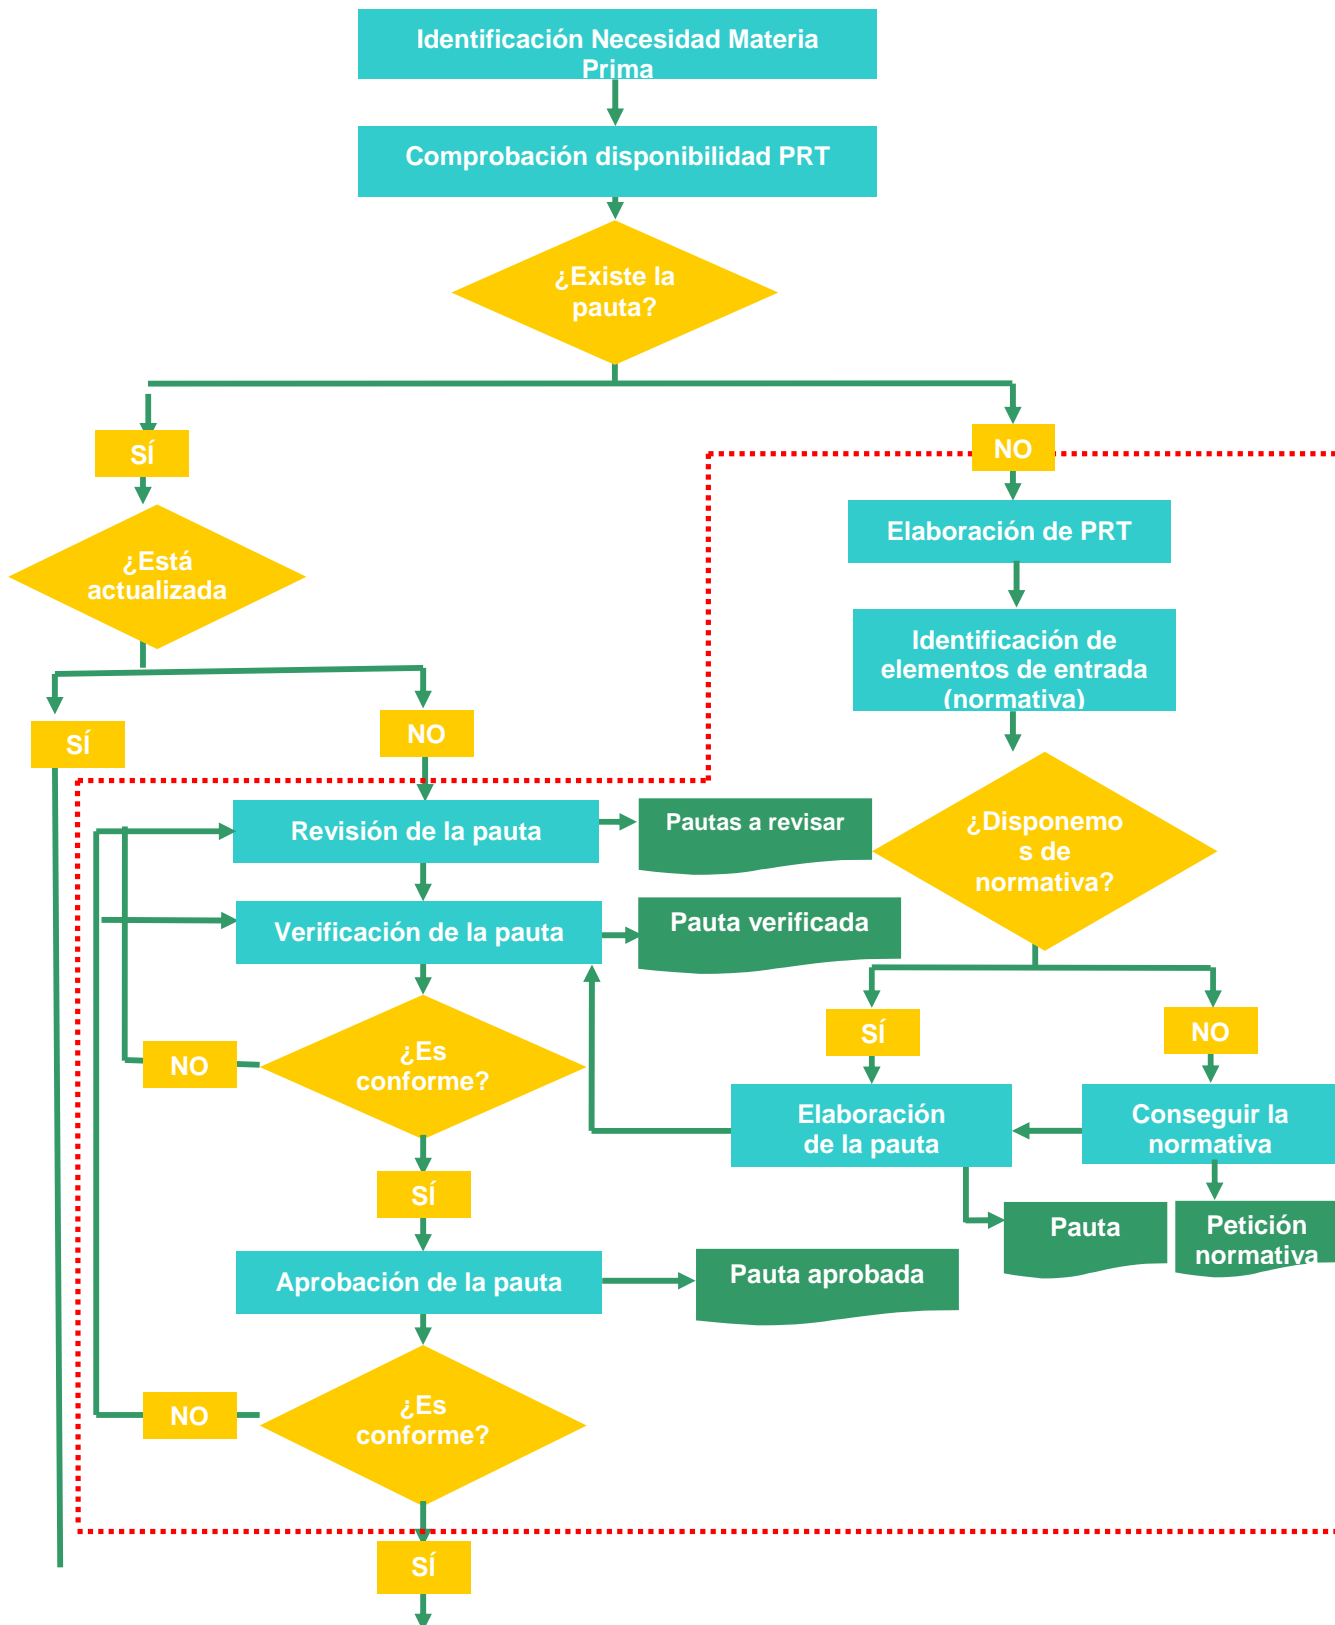 Identificación Necesidad Materia
Prima
Comprobación disponibilidad PRT
¿Existe la
pauta?
SÍ
NO
¿Está
actualizada
Elaboración de PRT
Identificación de
elementos de entrada
(normativa)
SÍ
NO
Revisión de la pauta
Pautas a revisar
¿Disponemo
s de
normativa?
Verificación de la pauta
Pauta verificada
SÍ
NO
¿Es
conforme?
NO
Elaboración
de la pauta
Conseguir la
normativa
SÍ
Pauta
Petición
normativa
Aprobación de la pauta
Pauta aprobada
¿Es
conforme?
NO
SÍ